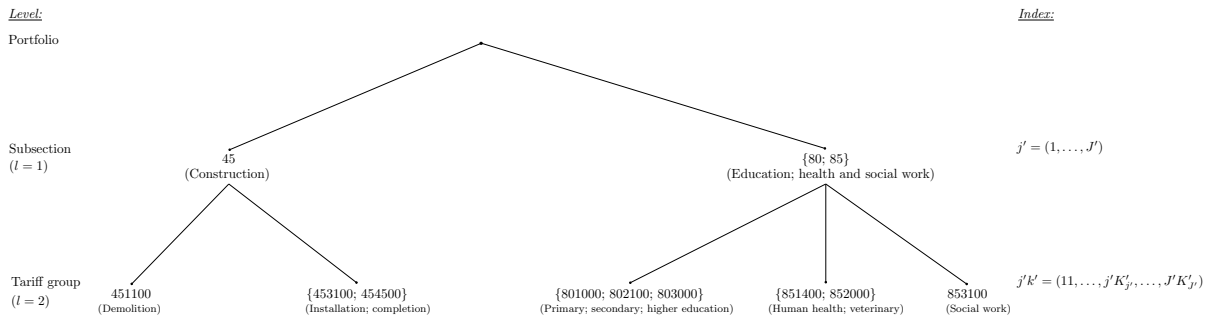 Level:
Index:
Portfolio
Subsection
(l = 1)
45
(Construction)
{80; 85}
(Education; health and social work)
j′ = (1, . . . , J′)
Tariff group
(l = 2)
451100
(Demolition)
{453100; 454500}
(Installation; completion)
{801000; 802100; 803000}
(Primary; secondary; higher education)
{851400; 852000}
(Human health; veterinary)
853100
(Social work)
j′k′ = (11, . . . , j′K′j′, . . . , J′K′J′)